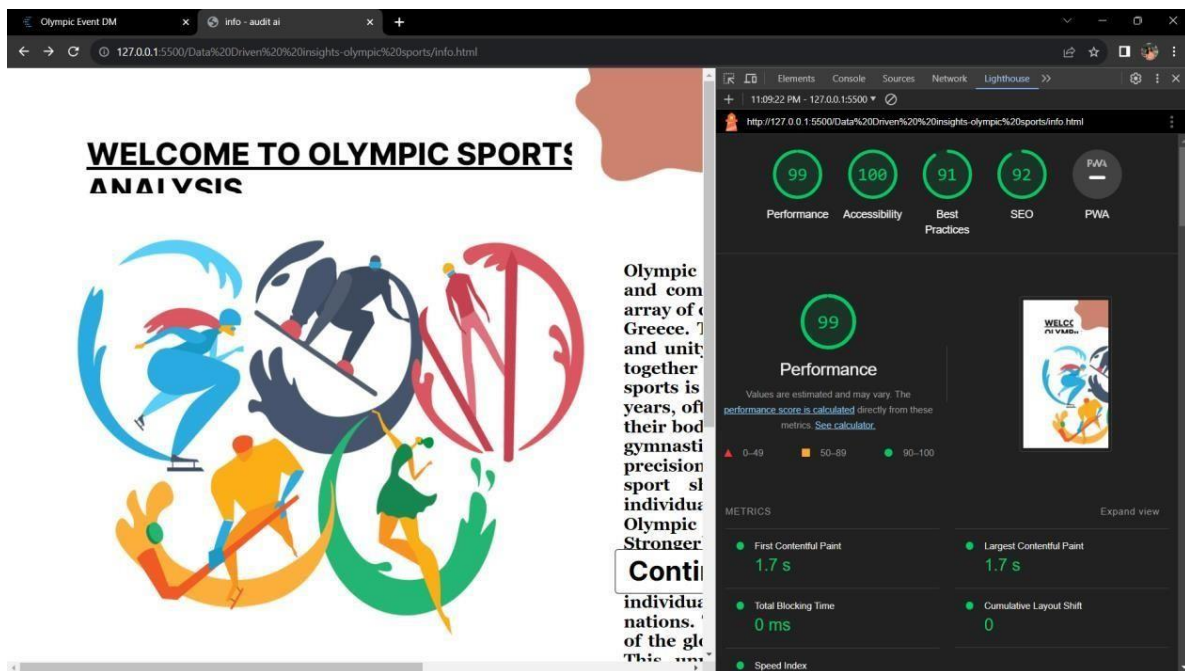 Olympic Event DM
info - audit ai
127.0.0.1:5500/Data%20Driven%20%20insights-olympic%20sports/info.html
WELCOME TO OLYMPIC SPORTS
ANALYSIS
Olympic
and com
array of
Greece. T
and unity
together
sports is
years, oft
their bod
gymnasti
precision
sport sh
individua
Olympic
Stronger
Conti
individua
nations.
of the glo
This
Elements Console Sources Network Lighthouse
11:09:22 PM - 127.0.0.1:5500
http://127.0.0.1:5500/Data%20Driven%20%20insights-olympic%20sports/info.html
99 100 91 92 PWA
Performance Accessibility Best Practices SEO PWA
99
Performance
Values are estimated and may vary. The
performance score is calculated directly from these
metrics. See calculator.
0–49 50–89 90–100
WELCC
METRICS Expand view
First Contentful Paint
1.7 s
Largest Contentful Paint
1.7 s
Total Blocking Time
0 ms
Cumulative Layout Shift
0
Speed Index